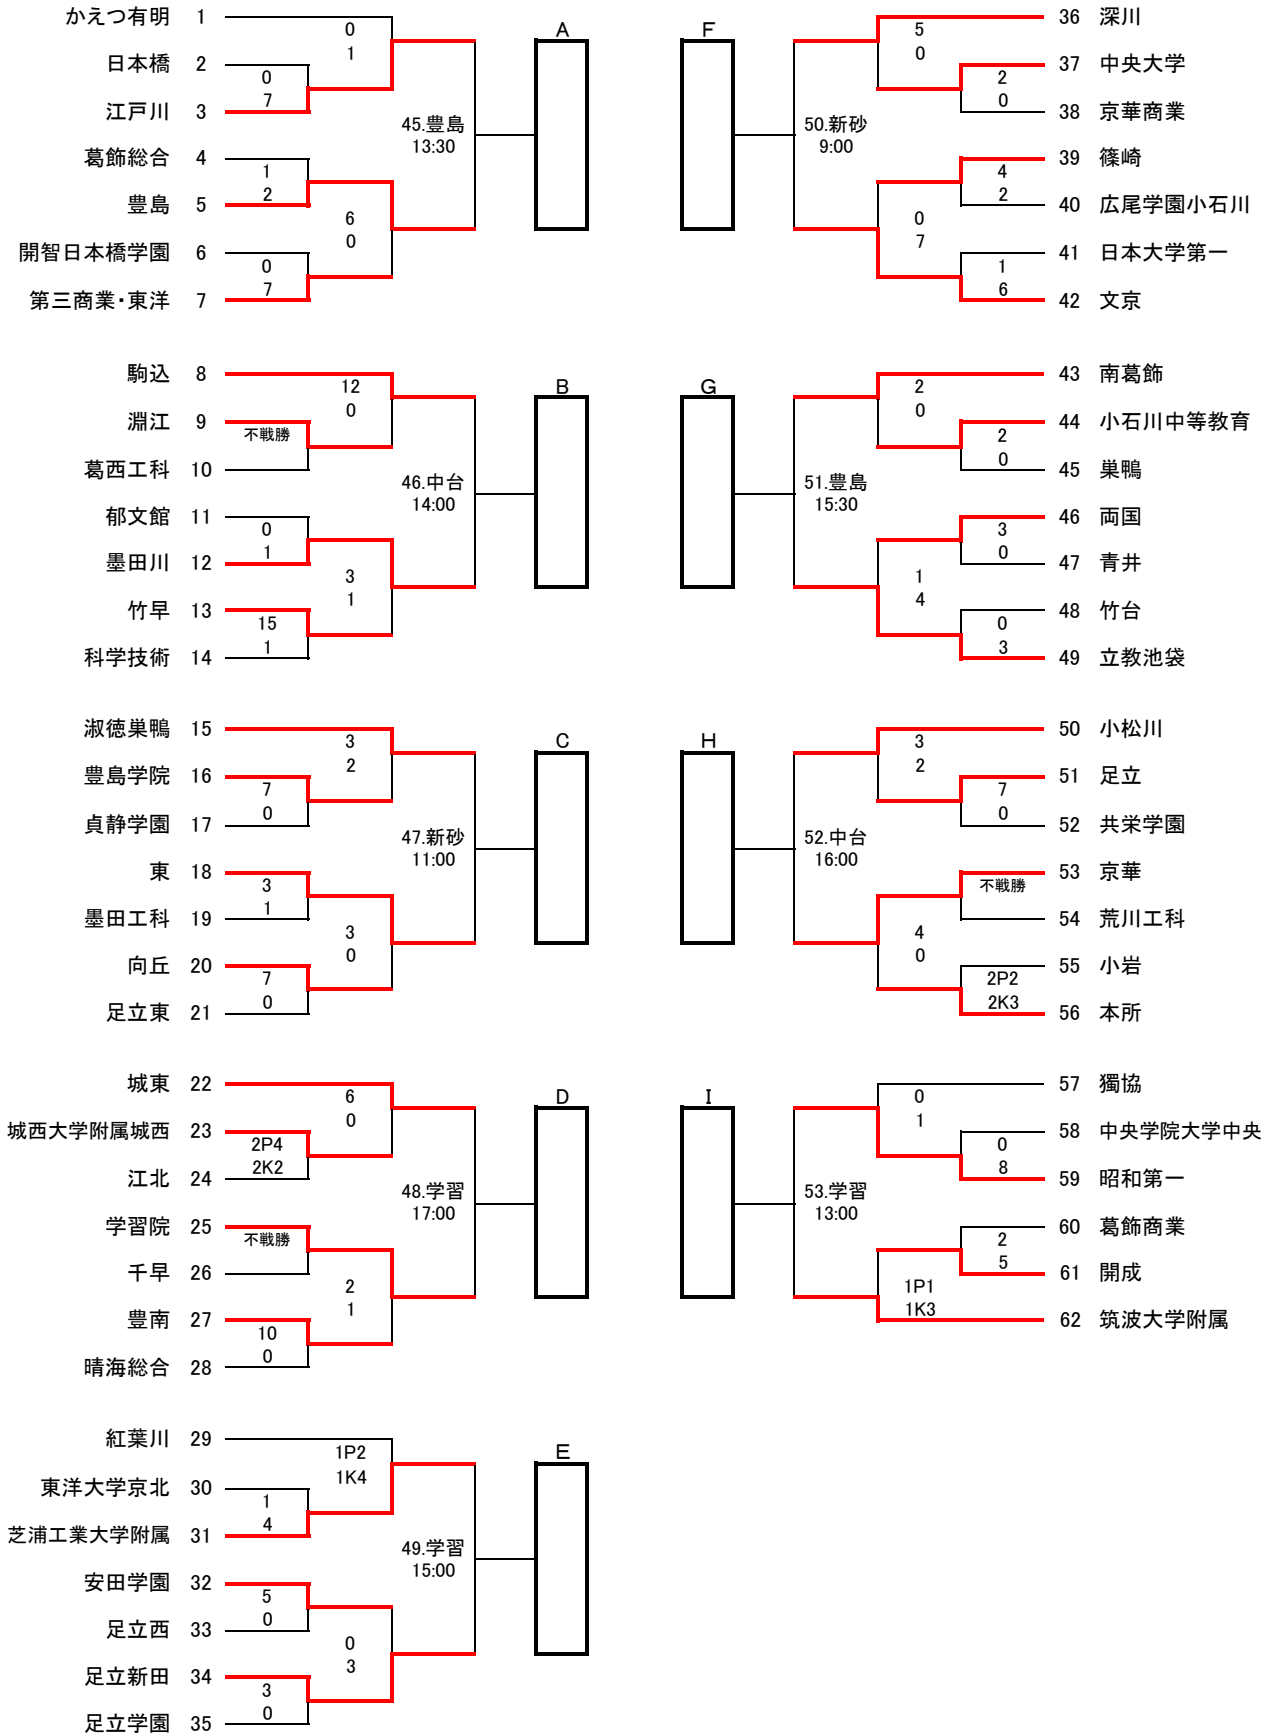 かえつ有明 1
0
1
日本橋 2
0
7
江戸川 3
45.豊島
13:30
A
葛飾総合 4
1
2
豊島 5
6
0
開智日本橋学園 6
0
7
第三商業・東洋 7
駒込 8
12
0
淵江 9
不戦勝
葛西工科 10
46.中台
14:00
B
郁文館 11
0
1
墨田川 12
3
1
竹早 13
15
1
科学技術 14
淑徳巣鴨 15
3
2
豊島学院 16
7
0
貞静学園 17
47.新砂
11:00
C
東 18
3
1
墨田工科 19
3
0
向丘 20
7
0
足立東 21
城東 22
6
0
城西大学附属城西 23
2P4
2K2
江北 24
48.学習
17:00
D
学習院 25
不戦勝
千早 26
2
1
豊南 27
10
0
晴海総合 28
紅葉川 29
1P2
1K4
東洋大学京北 30
1
4
芝浦工業大学附属 31
49.学習
15:00
E
安田学園 32
5
0
足立西 33
0
3
足立新田 34
3
0
足立学園 35
F
50.新砂
9:00
36 深川
5
0
37 中央大学
2
0
38 京華商業
39 篠崎
4
2
40 広尾学園小石川
0
7
41 日本大学第一
1
6
42 文京
G
51.豊島
15:30
43 南葛飾
2
0
44 小石川中等教育
2
0
45 巣鴨
46 両国
3
0
47 青井
1
4
48 竹台
0
3
49 立教池袋
H
52.中台
16:00
50 小松川
3
2
51 足立
7
0
52 共栄学園
53 京華
不戦勝
54 荒川工科
4
0
55 小岩
2P2
2K3
56 本所
I
53.学習
13:00
57 獨協
0
1
58 中央学院大学中央
0
8
59 昭和第一
60 葛飾商業
2
5
61 開成
1P1
1K3
62 筑波大学附属